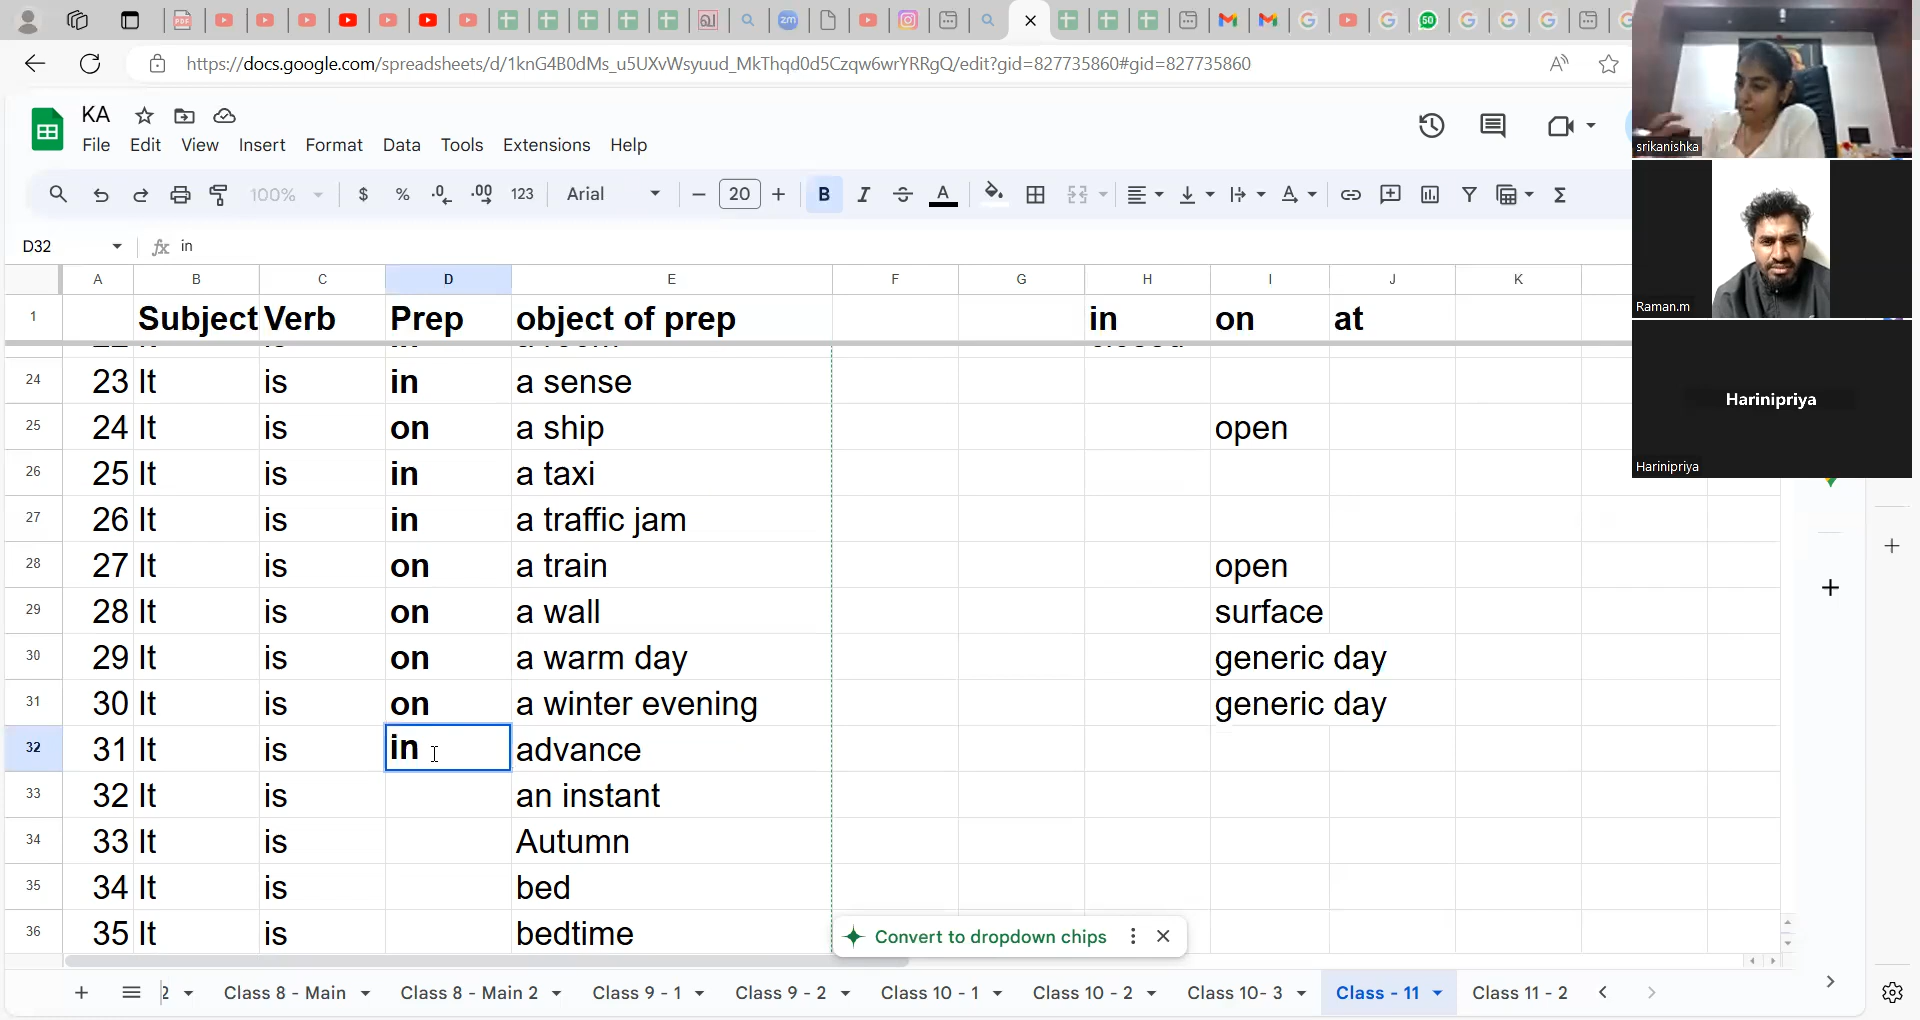 https://docs.google.com/spreadsheets/d/1knG4B0dMs_u5UXvWsyuud_MkThqd0d5Czqw6wrYRRgQ/edit?gid=827735860#gid=827735860
KA
File Edit View Insert Format Data Tools Extensions Help
100% $ % .0 .00 123 Arial 20 B I A
D32 fx in
A B C D E F G H I J K
1 Subject Verb Prep object of prep in on at
24 23 It is in a sense
25 24 It is on a ship open
26 25 It is in a taxi
27 26 It is in a traffic jam
28 27 It is on a train open
29 28 It is on a wall surface
30 29 It is on a warm day generic day
31 30 It is on a winter evening generic day
32 31 It is in advance
33 32 It is an instant
34 33 It is Autumn
35 34 It is bed
36 35 It is bedtime
Convert to dropdown chips
2 Class 8 - Main Class 8 - Main 2 Class 9 - 1 Class 9 - 2 Class 10 - 1 Class 10 - 2 Class 10- 3 Class - 11 Class 11 - 2
srikanishka
Raman.m
Harinipriya
Harinipriya